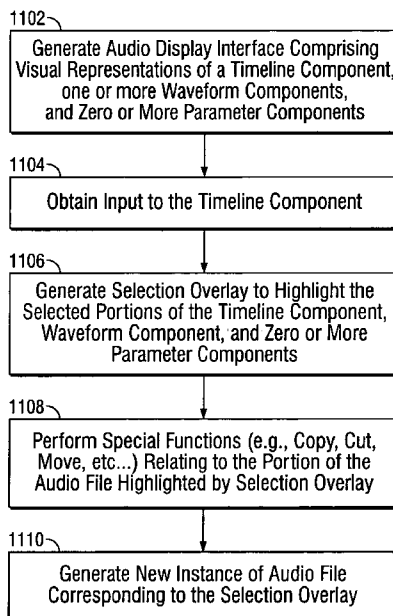 1102
Generate Audio Display Interface Comprising
Visual Representations of a Timeline Component,
one or more Waveform Components,
and Zero or More Parameter Components
1104
Obtain Input to the Timeline Component
1106
Generate Selection Overlay to Highlight the
Selected Portions of the Timeline Component,
Waveform Component, and Zero or More
Parameter Components
1108
Perform Special Functions (e.g., Copy, Cut,
Move, etc...) Relating to the Portion of the
Audio File Highlighted by Selection Overlay
1110
Generate New Instance of Audio File
Corresponding to the Selection Overlay